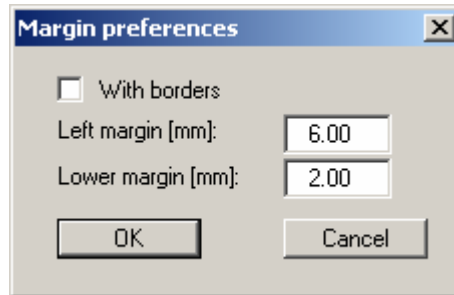 Margin preferences
With borders
Left margin [mm]: 6.00
Lower margin [mm]: 2.00
OK Cancel